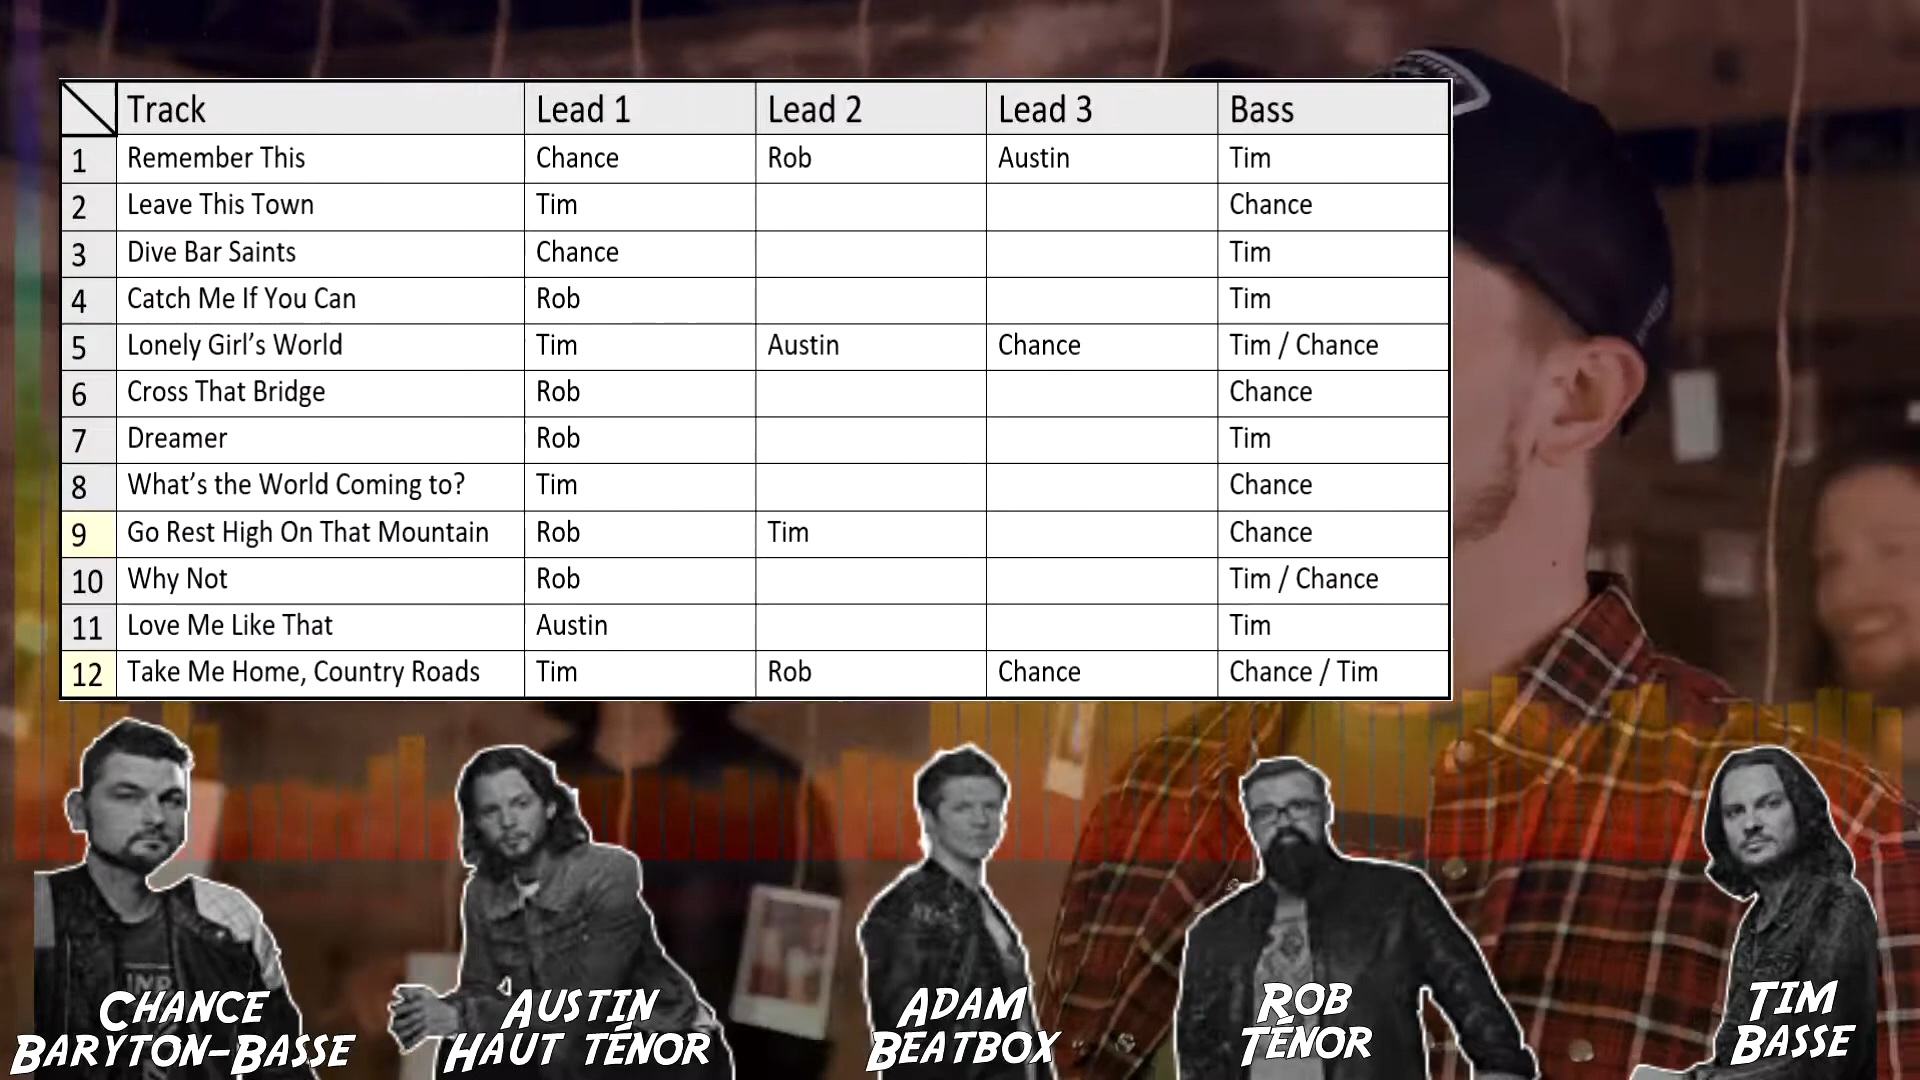 Track Lead 1 Lead 2 Lead 3 Bass
1 Remember This Chance Rob Austin Tim
2 Leave This Town Tim Chance
3 Dive Bar Saints Chance Tim
4 Catch Me If You Can Rob Tim
5 Lonely Girl’s World Tim Austin Chance Tim / Chance
6 Cross That Bridge Rob Chance
7 Dreamer Rob Tim
8 What’s the World Coming to? Tim Chance
9 Go Rest High On That Mountain Rob Tim Chance
10 Why Not Rob Tim / Chance
11 Love Me Like That Austin Tim
12 Take Me Home, Country Roads Tim Rob Chance Chance / Tim
CHANCE
BARYTON-BASSE
AUSTIN
HAUT TÉNOR
ADAM
BEATBOX
ROB
TÉNOR
TIM
BASSE